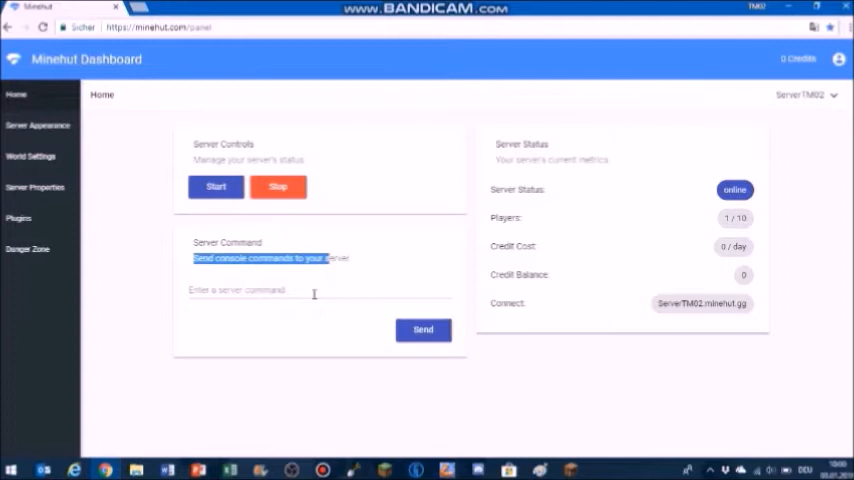 Minehut
TM02
www.BANDICAM.com
Sicher
https://minehut.com/panel
Minehut Dashboard
0 Credits
Home
Home
ServerTM02
Server Appearance
World Settings
Server Properties
Plugins
Danger Zone
Server Controls
Manage your server's status.
Start
Stop
Server Command
Send console commands to your server
Enter a server command
Send
Server Status
Your server's current metrics.
Server Status:
online
Players:
1 / 10
Credit Cost:
0 / day
Credit Balance:
0
Connect:
ServerTM02.minehut.gg
DEU